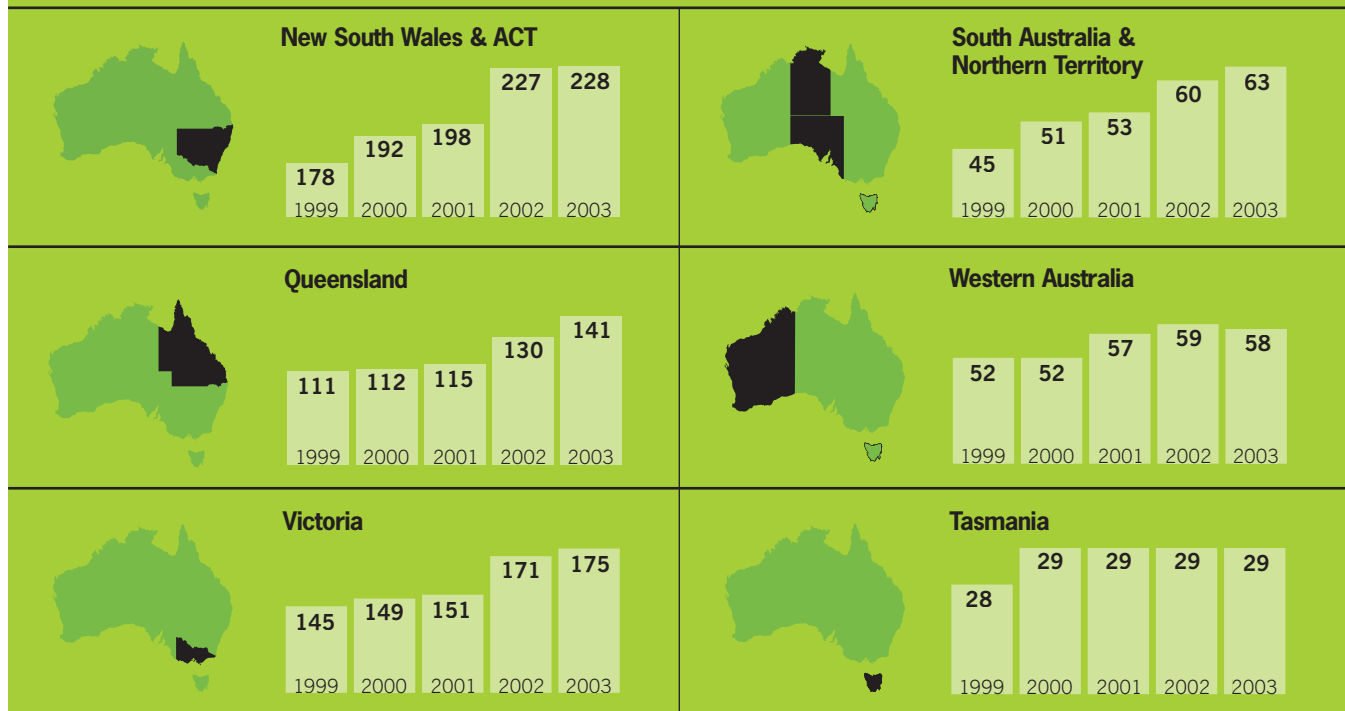 New South Wales & ACT
178 192 198 227 228
1999 2000 2001 2002 2003
South Australia &
Northern Territory
45 51 53 60 63
1999 2000 2001 2002 2003
Queensland
111 112 115 130 141
1999 2000 2001 2002 2003
Western Australia
52 52 57 59 58
1999 2000 2001 2002 2003
Victoria
145 149 151 171 175
1999 2000 2001 2002 2003
Tasmania
28 29 29 29 29
1999 2000 2001 2002 2003